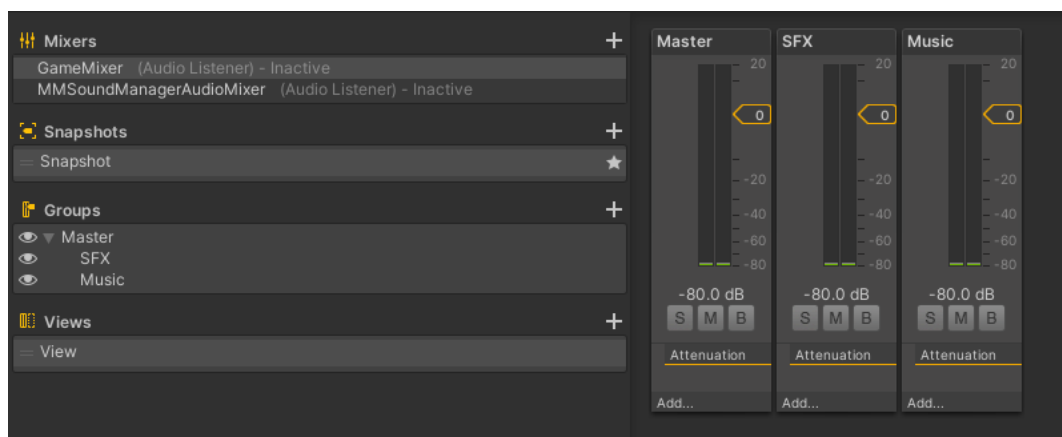 Mixers
GameMixer (Audio Listener) - Inactive
MMSoundManagerAudioMixer (Audio Listener) - Inactive
Snapshots
Snapshot
Groups
Master
SFX
Music
Views
View
Master
20
0
-20
-40
-60
-80
-80.0 dB
S M B
Attenuation
Add...
SFX
20
0
-20
-40
-60
-80
-80.0 dB
S M B
Attenuation
Add...
Music
20
0
-20
-40
-60
-80
-80.0 dB
S M B
Attenuation
Add...